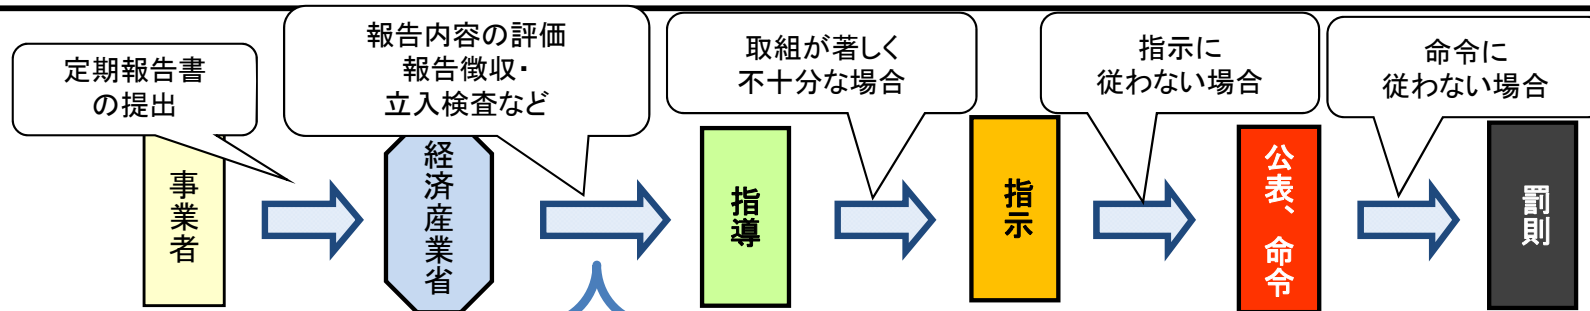 定期報告書
の提出
報告内容の評価
報告徴収・
立入検査など
取組が著しく
不十分な場合
指示に
従わない場合
命令に
従わない場合
事業者
経済産業省
指導
指示
公表、命令
罰則